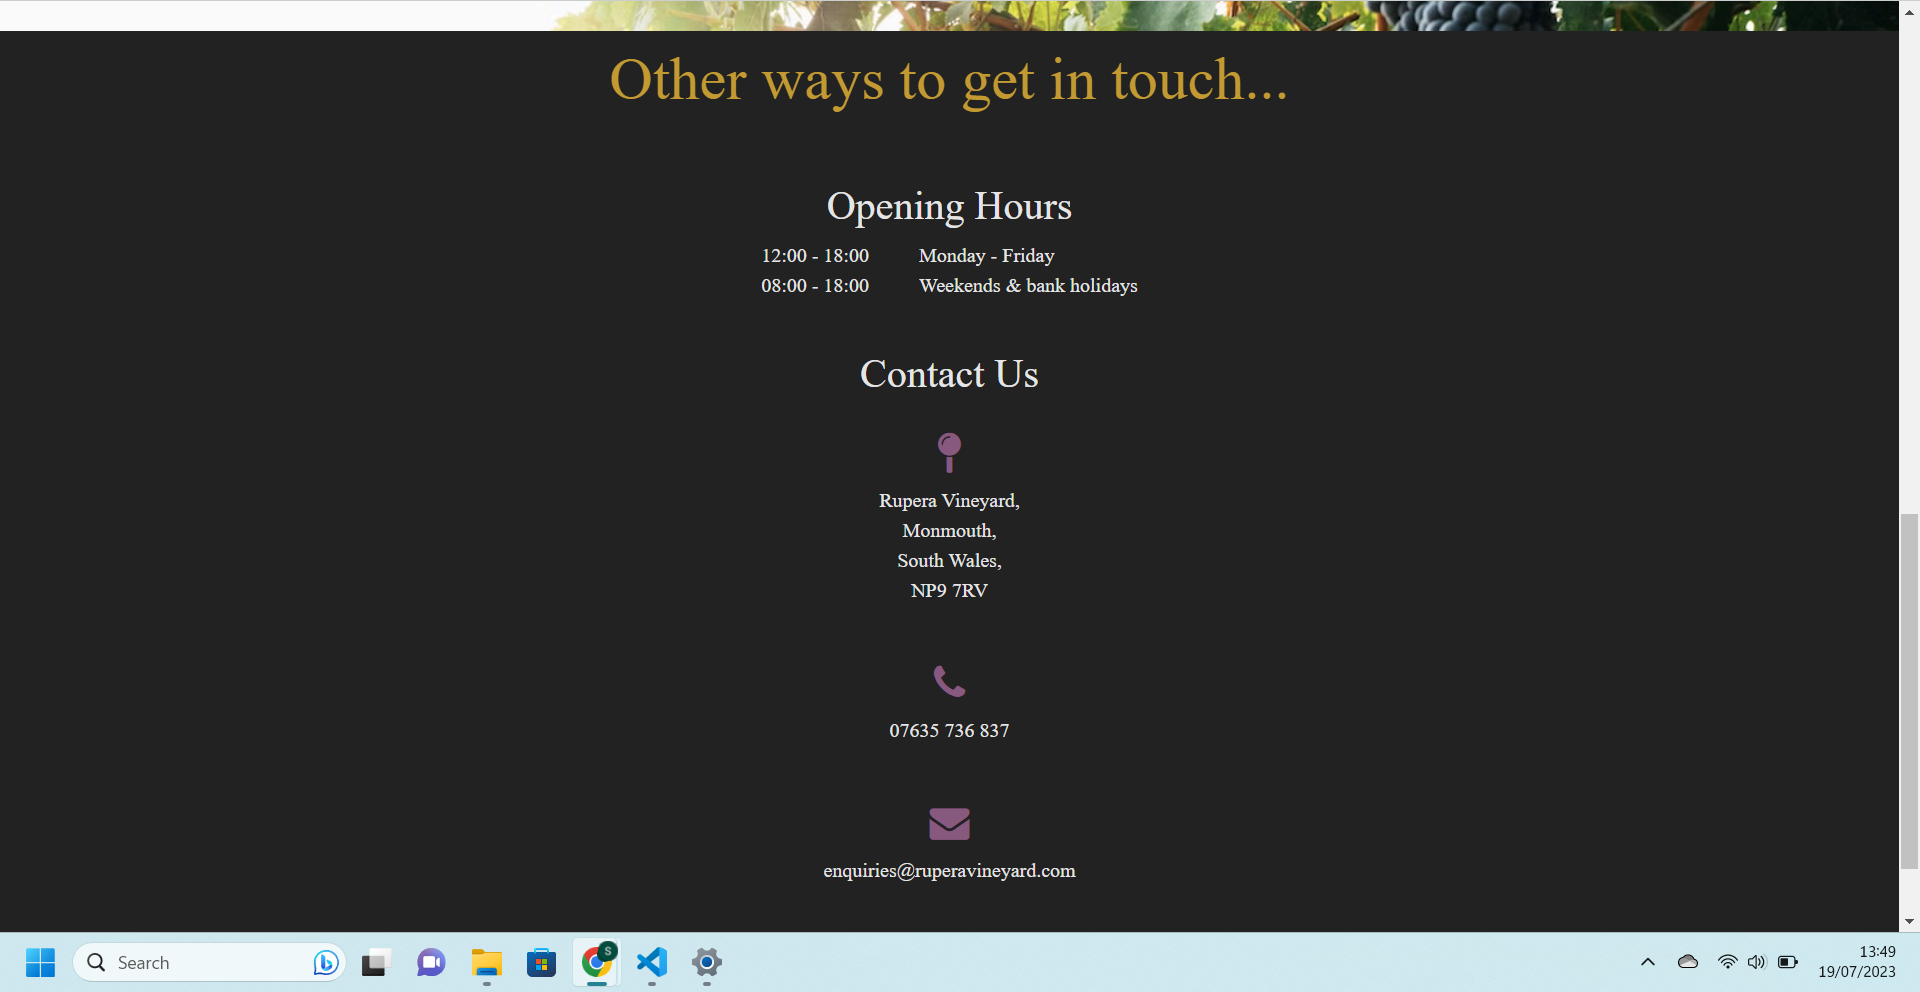 Other ways to get in touch...
Opening Hours
12:00 - 18:00 Monday - Friday
08:00 - 18:00 Weekends & bank holidays
Contact Us
Rupera Vineyard,
Monmouth,
South Wales,
NP9 7RV
07635 736 837
enquiries@ruperavineyard.com
Search
S
13:49
19/07/2023